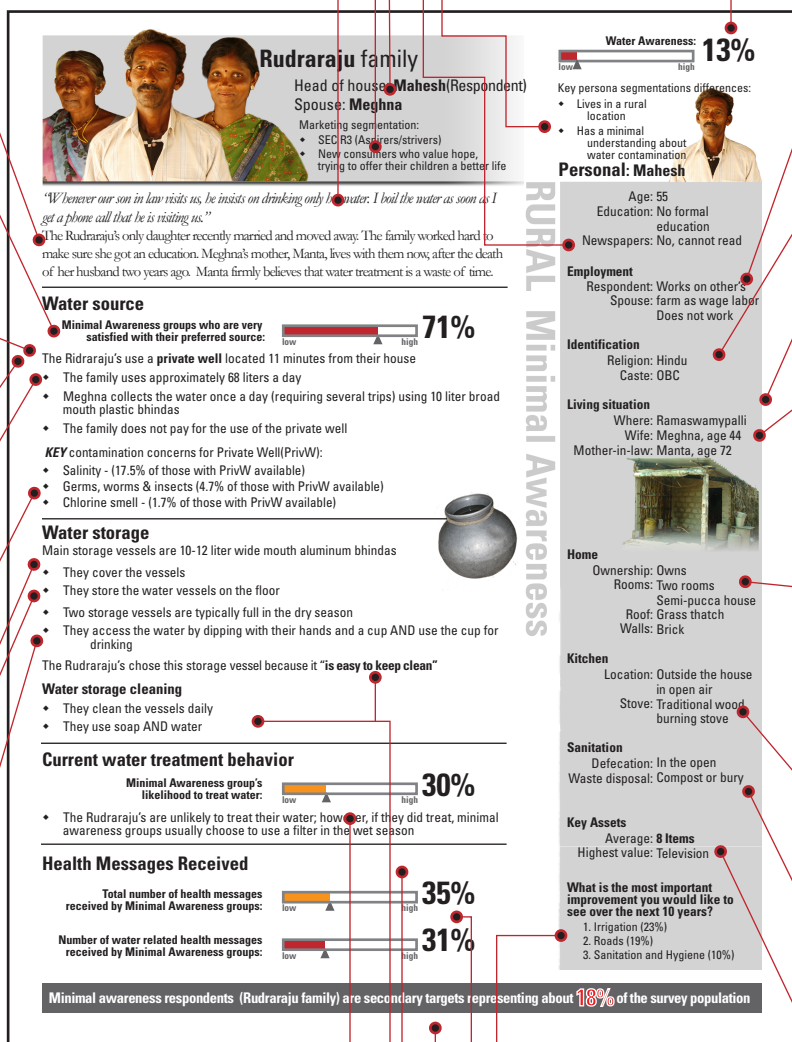 Rudraraju family
Head of house: Mahesh(Respondent)
Spouse: Meghna
Marketing segmentation:
SEC R3 (Aspirers/strivers)
New consumers who value hope,
trying to offer their children a better life
"Whenever our son in law visits us, he insists on drinking only hot water. I boil the water as soon as I
get a phone call that he is visiting us."
The Rudraraju's only daughter recently married and moved away. The family worked hard to
make sure she got an education. Meghna's mother, Manta, lives with them now, after the death
of her husband two years ago. Manta firmly believes that water treatment is a waste of time.
Water source
Minimal Awareness groups who are very
satisfied with their preferred source:
low
high
71%
The Ridraraju's use a private well located 11 minutes from their house
The family uses approximately 68 liters a day
Meghna collects the water once a day (requiring several trips) using 10 liter broad
mouth plastic bhindas
The family does not pay for the use of the private well
KEY contamination concerns for Private Well(PrivW):
Salinity - (17.5% of those with PrivW available)
Germs, worms & insects (4.7% of those with PrivW available)
Chlorine smell - (1.7% of those with PrivW available)
Water storage
Main storage vessels are 10-12 liter wide mouth aluminum bhindas
They cover the vessels
They store the water vessels on the floor
Two storage vessels are typically full in the dry season
They access the water by dipping with their hands and a cup AND use the cup for
drinking
The Rudraraju's chose this storage vessel because it "is easy to keep clean"
Water storage cleaning
They clean the vessels daily
They use soap AND water
Current water treatment behavior
Minimal Awareness group's
likelihood to treat water:
low
high
30%
The Rudraraju's are unlikely to treat their water; however, if they did treat, minimal
awareness groups usually choose to use a filter in the wet season
Health Messages Received
Total number of health messages
received by Minimal Awareness groups:
low
high
35%
Number of water related health messages
received by Minimal Awareness groups:
low
high
31%
RURAL Minimal Awareness
Water Awareness:
low
high
13%
Key persona segmentations differences:
Lives in a rural
location
Has a minimal
understanding about
water contamination
Personal: Mahesh
Age: 55
Education: No formal
education
Newspapers: No, cannot read
Employment
Respondent: Works on other's
Spouse: farm as wage labor
Does not work
Identification
Religion: Hindu
Caste: OBC
Living situation
Where: Ramaswamypalli
Wife: Meghna, age 44
Mother-in-law: Manta, age 72
Home
Ownership: Owns
Rooms: Two rooms
Semi-pucca house
Roof: Grass thatch
Walls: Brick
Kitchen
Location: Outside the house
in open air
Stove: Traditional wood
burning stove
Sanitation
Defecation: In the open
Waste disposal: Compost or bury
Key Assets
Average: 8 Items
Highest value: Television
What is the most important
improvement you would like to
see over the next 10 years?
1. Irrigation (23%)
2. Roads (19%)
3. Sanitation and Hygiene (10%)
Minimal awareness respondents (Rudraraju family) are secondary targets representing about 18% of the survey population